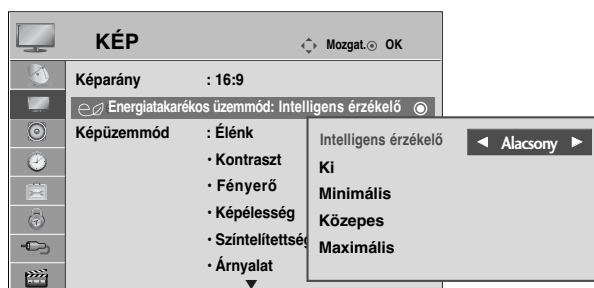 KÉP
Mozgat. OK
Képarány : 16:9
Energiatakarékos üzemmód: Intelligens érzékelő
Képüzemmód : Élénk
• Kontraszt
• Fényerő
• Képélesség
• Színtelítettség
• Árnyalat
Intelligens érzékelő ◄ Alacsony ►
Ki
Minimális
Közepes
Maximális